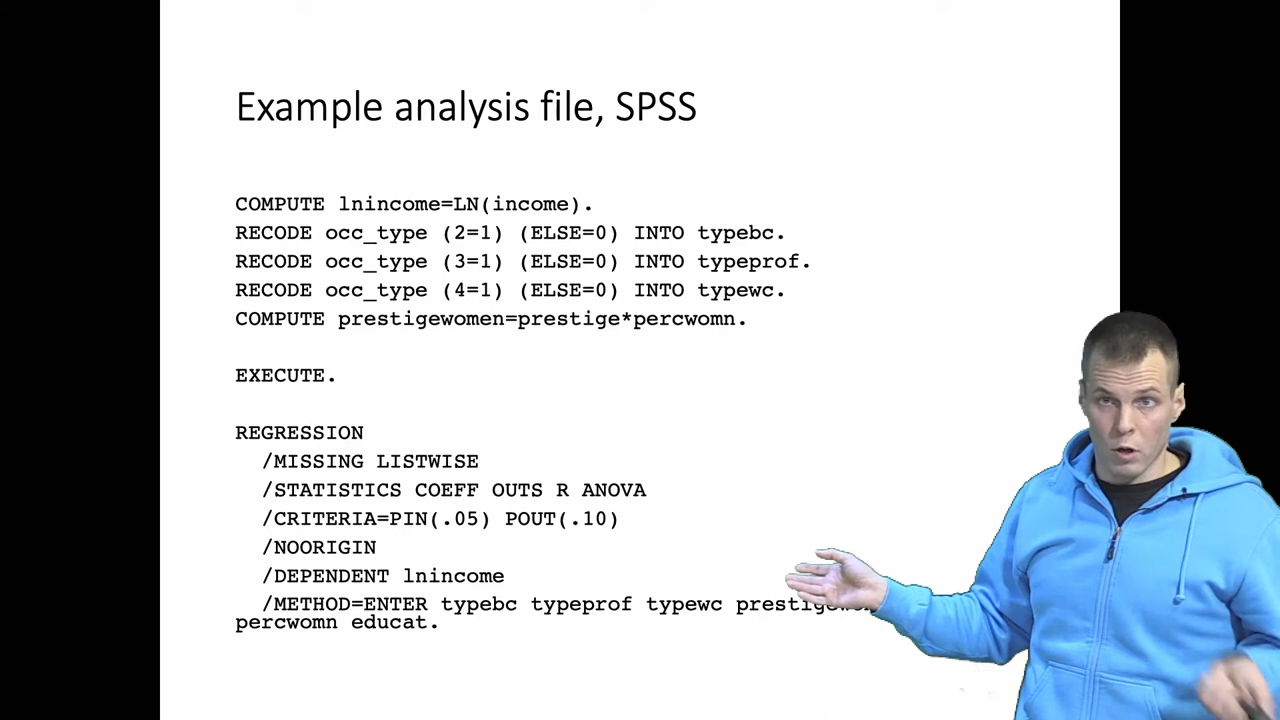 Example analysis file, SPSS
COMPUTE lnincome=LN(income).
RECODE occ_type (2=1) (ELSE=0) INTO typebc.
RECODE occ_type (3=1) (ELSE=0) INTO typeprof.
RECODE occ_type (4=1) (ELSE=0) INTO typewc.
COMPUTE prestigewomen=prestige*percwomn.
EXECUTE.
REGRESSION
/MISSING LISTWISE
/STATISTICS COEFF OUTS R ANOVA
/CRITERIA=PIN(.05) POUT(.10)
/NOORIGIN
/DEPENDENT lnincome
/METHOD=ENTER typebc typeprof typewc
percwomn educat.